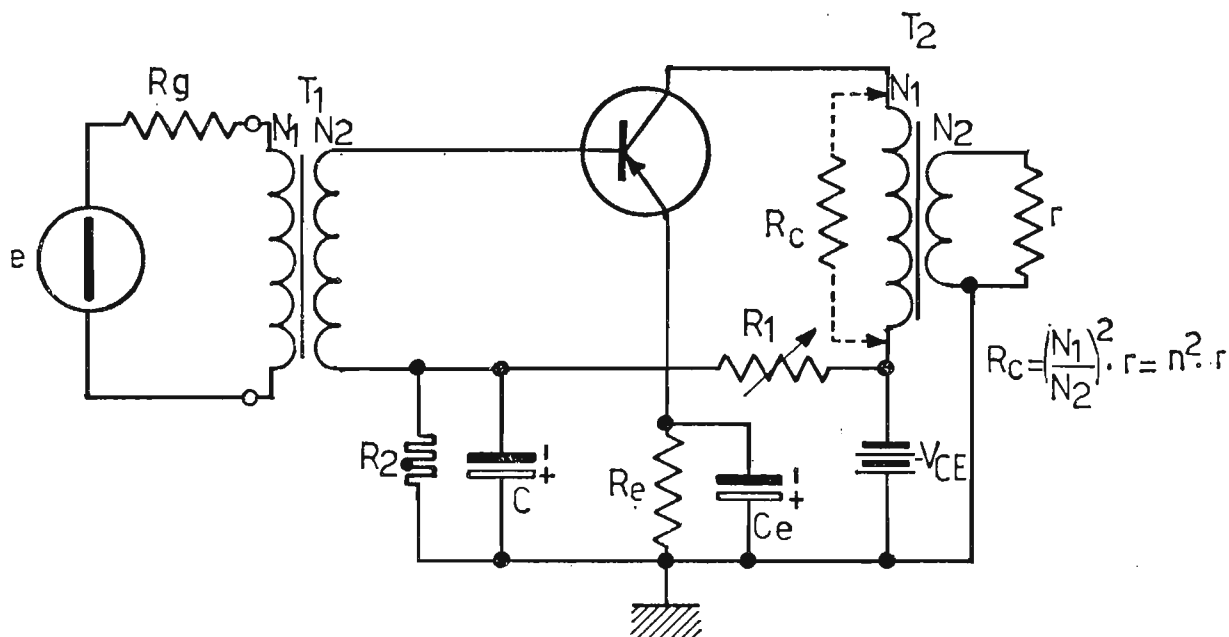 T2
Rg
T1
N1 N2
N1
N2
e
Rc
r
R1
Rc=(N1/N2)²· r = n²· r
R2
-VCE
- +
C
Re
- +
Ce